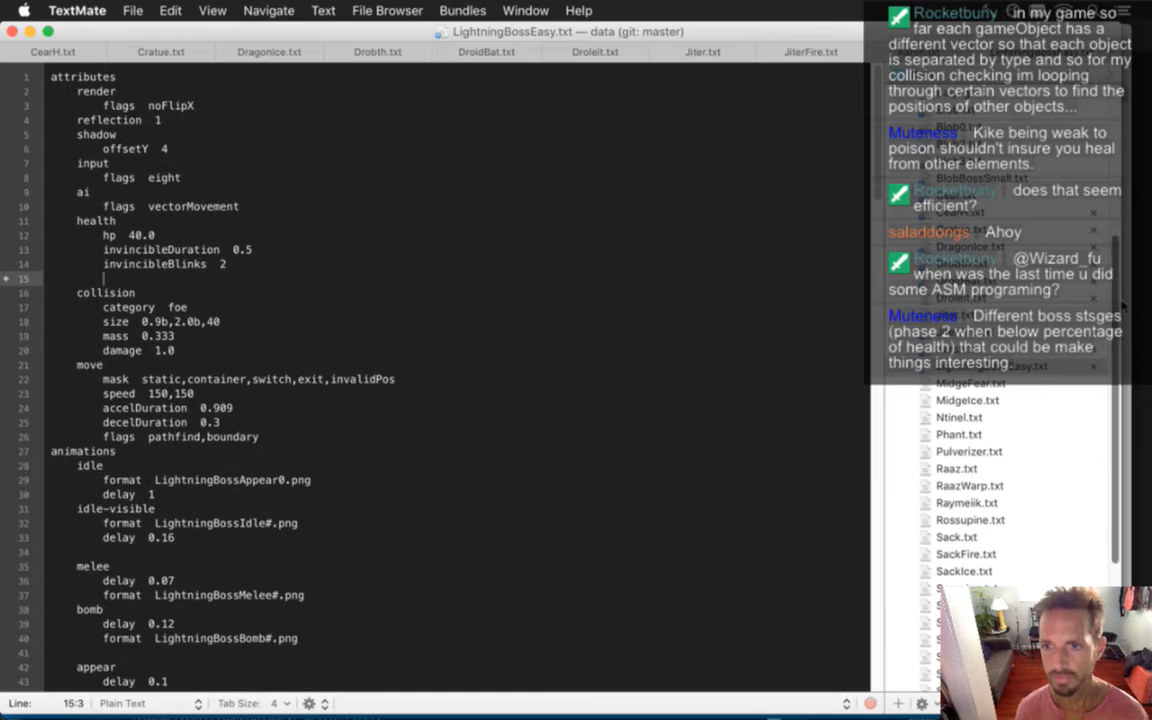 TextMate File Edit View Navigate Text File Browser Bundles Window Help
LightningBossEasy.txt — data (git: master)
CearH.txt Cratue.txt DragonIce.txt Drobth.txt DroidBat.txt Droleit.txt Jiter.txt JiterFire.txt
1 attributes
2 render
3 flags noFlipX
4 reflection 1
5 shadow
6 offsetY 4
7 input
8 flags eight
9 ai
10 flags vectorMovement
11 health
12 hp 40.0
13 invincibleDuration 0.5
14 invincibleBlinks 2
15
16 collision
17 category foe
18 size 0.9b,2.0b,40
19 mass 0.333
20 damage 1.0
21 move
22 mask static,container,switch,exit,invalidPos
23 speed 150,150
24 accelDuration 0.909
25 decelDuration 0.3
26 flags pathfind,boundary
27 animations
28 idle
29 format LightningBossAppear0.png
30 delay 1
31 idle-visible
32 format LightningBossIdle#.png
33 delay 0.16
34
35 melee
36 delay 0.07
37 format LightningBossMelee#.png
38 bomb
39 delay 0.12
40 format LightningBossBomb#.png
41
42 appear
43 delay 0.1
Line: 15:3 Plain Text Tab Size: 4
Rocketbuny in my game so
far each gameObject has a
different vector so that each object
is separated by type and so for my
collision checking im looping
through certain vectors to find the
positions of other objects...
Muteness Kike being weak to
poison shouldn't insure you heal
from other elements.
Rocketbuny does that seem
efficient?
saladdongs Ahoy
Rocketbuny @Wizard_fu
when was the last time u did
some ASM programing?
Muteness Different boss stsges
(phase 2 when below percentage
of health) that could be make
things interesting.
BlobBossSmall.txt
CearH.txt
DragonIce.txt
Droleit.txt
MidgeFear.txt
MidgeIce.txt
Ntinel.txt
Phant.txt
Pulverizer.txt
Raaz.txt
RaazWarp.txt
Raymeiik.txt
Rossupine.txt
Sack.txt
SackFire.txt
SackIce.txt